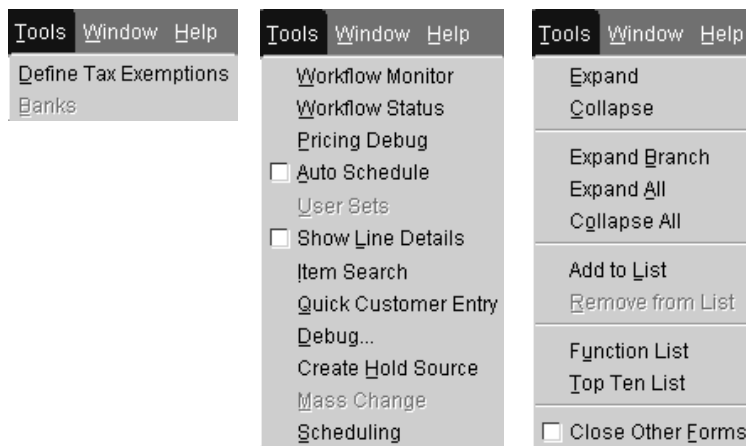 Tools Window Help
Define Tax Exemptions
Banks
Tools Window Help
Workflow Monitor
Workflow Status
Pricing Debug
Auto Schedule
User Sets
Show Line Details
Item Search
Quick Customer Entry
Debug...
Create Hold Source
Mass Change
Scheduling
Tools Window Help
Expand
Collapse
Expand Branch
Expand All
Collapse All
Add to List
Remove from List
Function List
Top Ten List
Close Other Forms